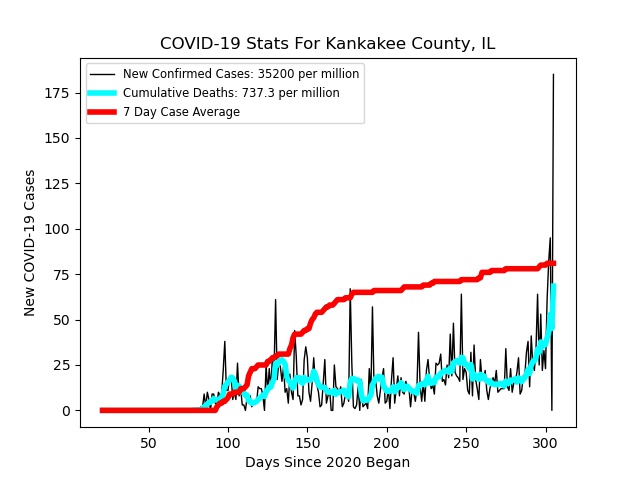 COVID-19 Stats For Kankakee County, IL
New Confirmed Cases: 35200 per million
Cumulative Deaths: 737.3 per million
7 Day Case Average
New COVID-19 Cases
175
150
125
100
75
50
25
0
50 100 150 200 250 300
Days Since 2020 Began